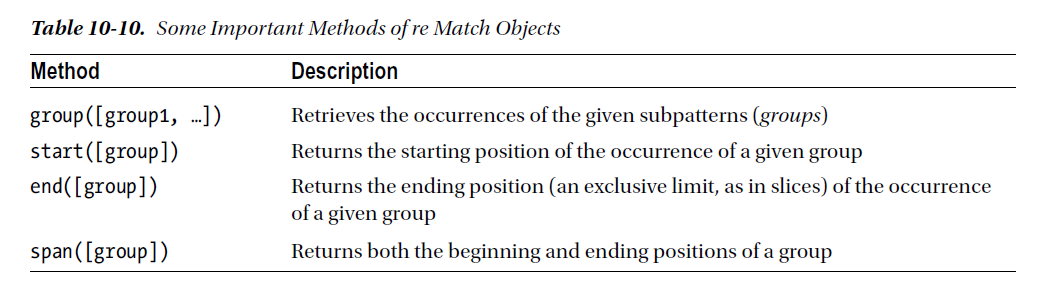 Table 10-10. Some Important Methods of re Match Objects
Method Description
group([group1, …]) Retrieves the occurrences of the given subpatterns (groups)
start([group]) Returns the starting position of the occurrence of a given group
end([group]) Returns the ending position (an exclusive limit, as in slices) of the occurrence
of a given group
span([group]) Returns both the beginning and ending positions of a group